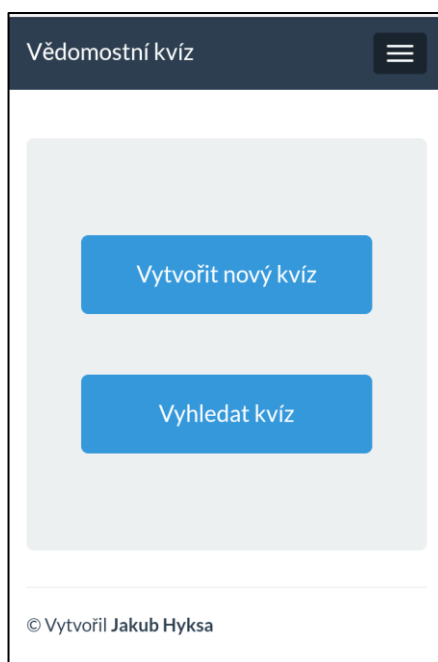 Vědomostní kvíz
Vytvořit nový kvíz
Vyhledat kvíz
© Vytvořil Jakub Hyksa